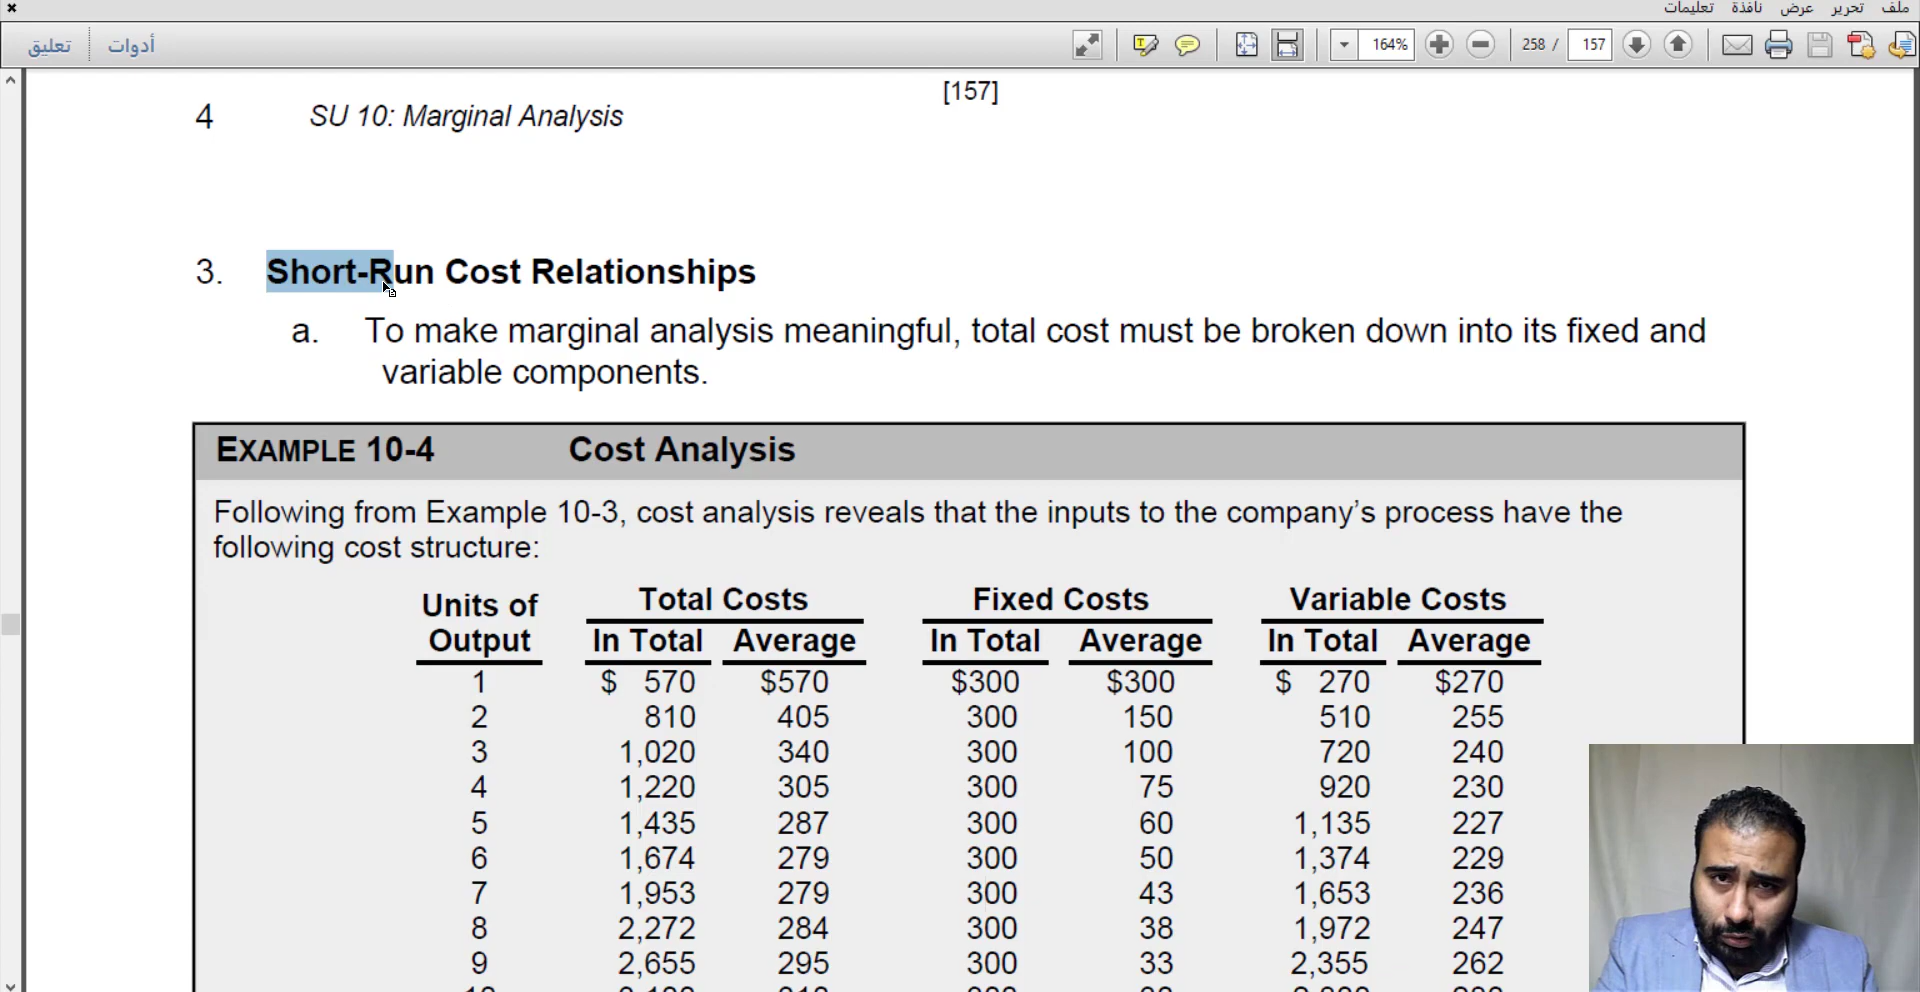 ملف تحرير عرض نافذة تعليمات
أدوات تعليق
164% 258 / 157
[157]
4 SU 10: Marginal Analysis
3. Short-Run Cost Relationships
a. To make marginal analysis meaningful, total cost must be broken down into its fixed and
variable components.
EXAMPLE 10-4 Cost Analysis
Following from Example 10-3, cost analysis reveals that the inputs to the company’s process have the
following cost structure:
Units of Total Costs Fixed Costs Variable Costs
Output In Total Average In Total Average In Total Average
1 $ 570 $570 $300 $300 $ 270 $270
2 810 405 300 150 510 255
3 1,020 340 300 100 720 240
4 1,220 305 300 75 920 230
5 1,435 287 300 60 1,135 227
6 1,674 279 300 50 1,374 229
7 1,953 279 300 43 1,653 236
8 2,272 284 300 38 1,972 247
9 2,655 295 300 33 2,355 262